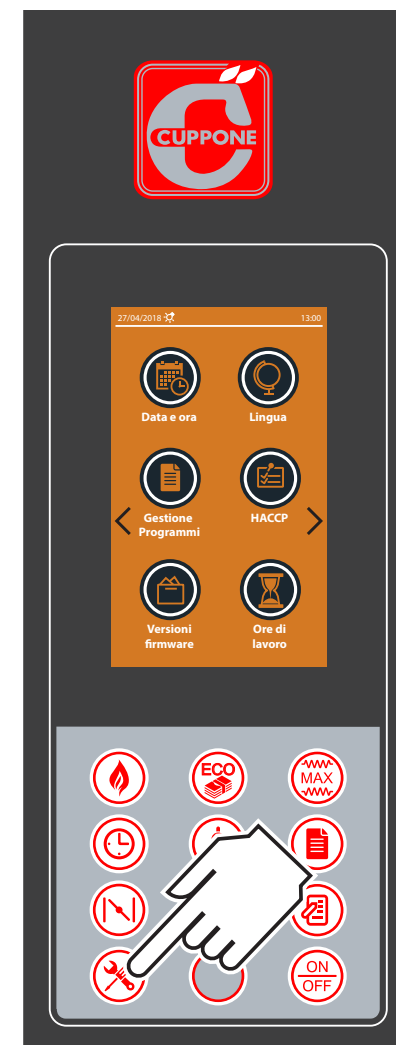 CUPPONE
27/04/2018 13:00
Data e ora Lingua
Gestione
Programmi
HACCP
Versioni
firmware
Ore di
lavoro
ECO MAX
ON
OFF